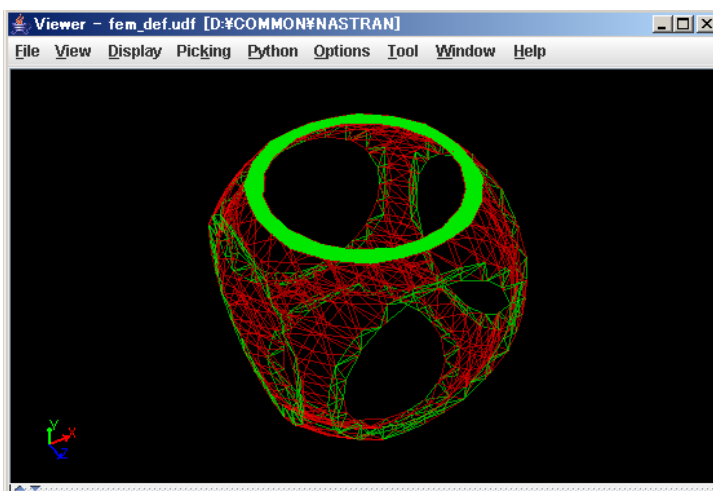 Viewer - fem_def.udf [D:¥COMMON¥NASTRAN]
File View Display Picking Python Options Tool Window Help
Y
X
Z